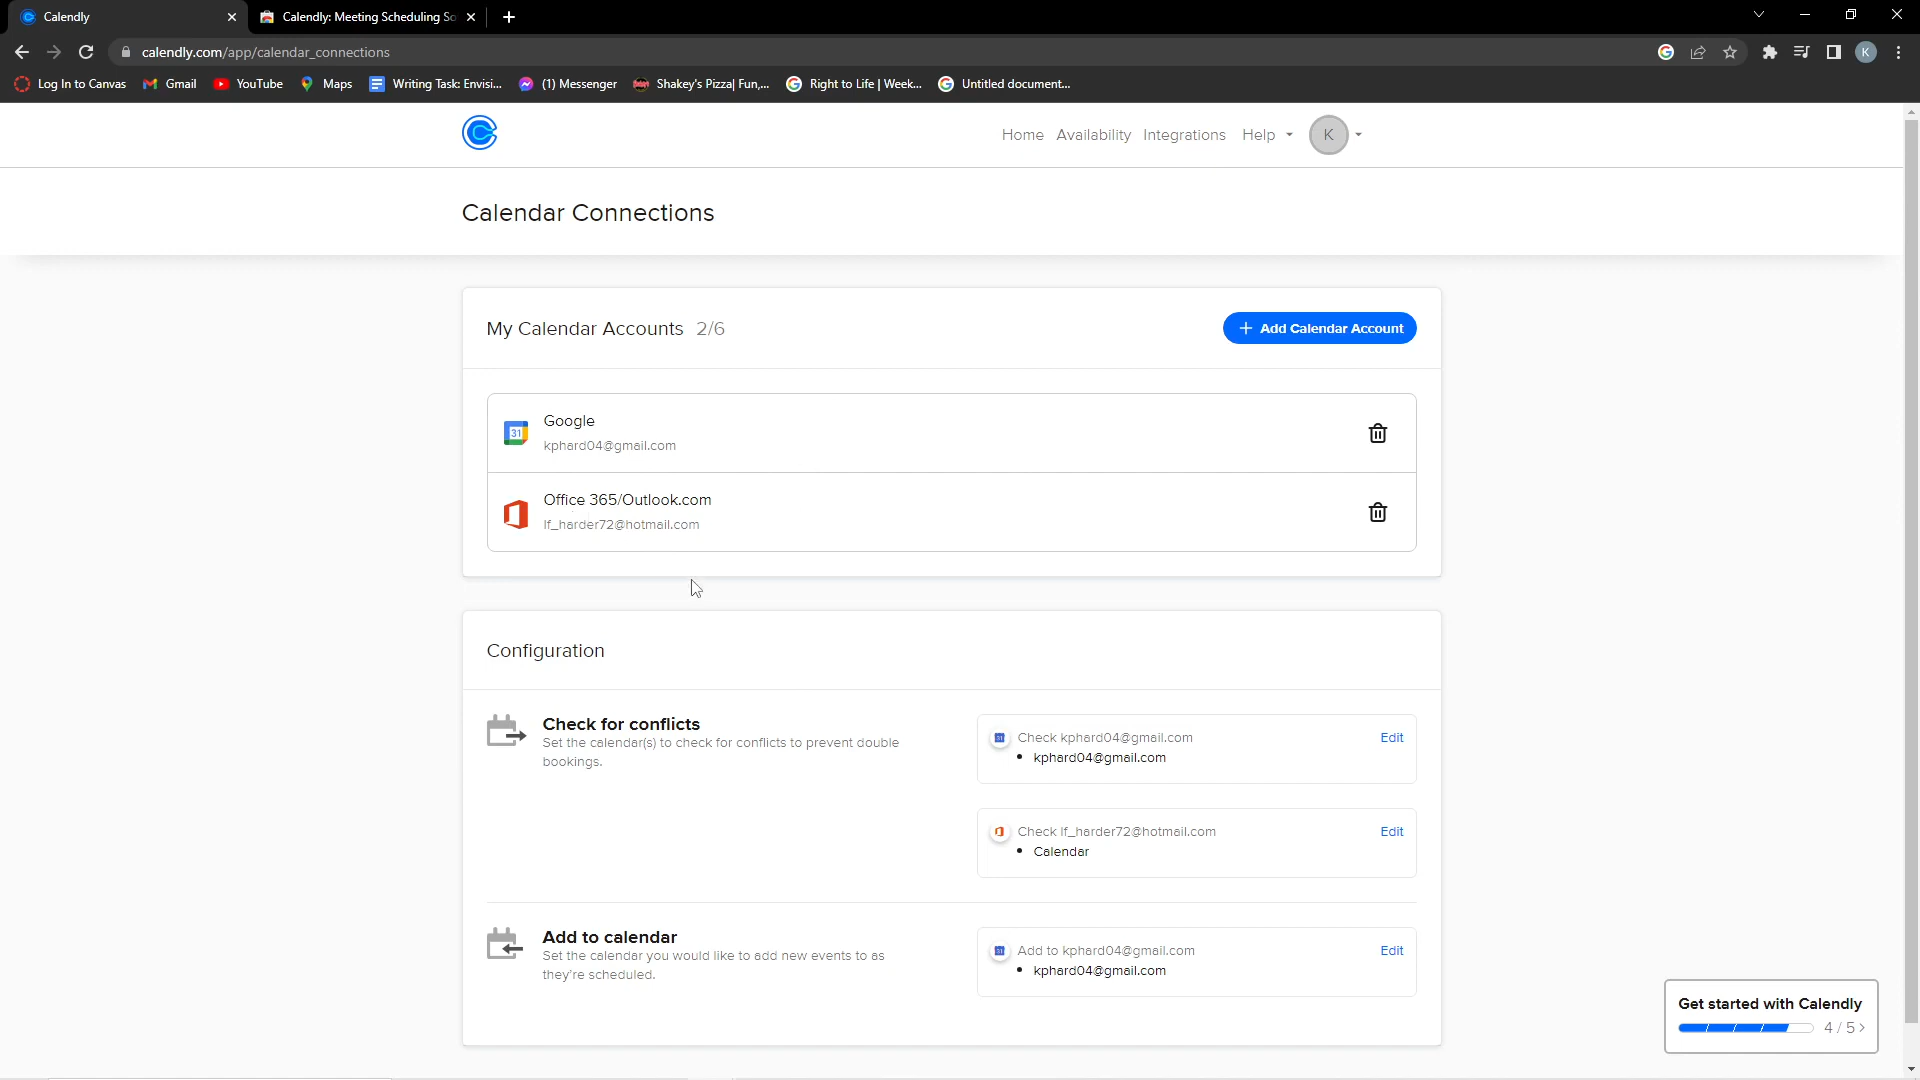 Calendly
Calendly: Meeting Scheduling So
calendly.com/app/calendar_connections
K
Log In to Canvas
Gmail
YouTube
Maps
Writing Task: Envisi...
(1) Messenger
Shakey's Pizza| Fun,...
Right to Life | Week...
Untitled document...
Home
Availability
Integrations
Help
K
Calendar Connections
My Calendar Accounts 2/6
+ Add Calendar Account
31
Google
kphard04@gmail.com
Office 365/Outlook.com
lf_harder72@hotmail.com
Configuration
Check for conflicts
Set the calendar(s) to check for conflicts to prevent double
bookings.
31
Check kphard04@gmail.com
Edit
• kphard04@gmail.com
Check lf_harder72@hotmail.com
Edit
• Calendar
Add to calendar
Set the calendar you would like to add new events to as
they're scheduled.
31
Add to kphard04@gmail.com
Edit
• kphard04@gmail.com
Get started with Calendly
4 / 5 >